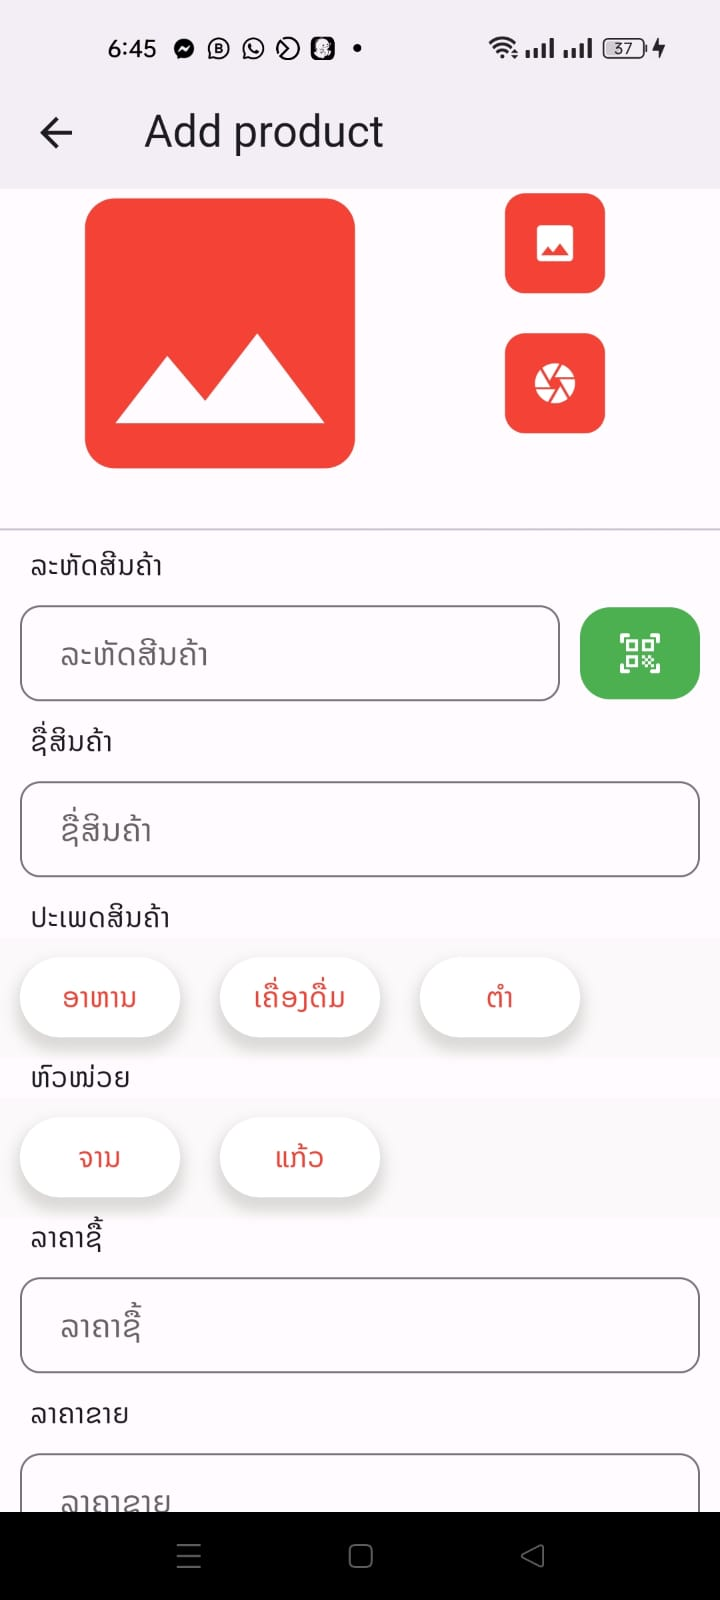 6:45
37
Add product
ລະຫັດສິນຄ້າ
ລະຫັດສິນຄ້າ
ຊື່ສິນຄ້າ
ຊື່ສິນຄ້າ
ປະເພດສິນຄ້າ
ອາຫານ ເຄື່ອງດື່ມ ຕຳ
ຫົວໜ່ວຍ
ຈານ ແກ້ວ
ລາຄາຊື້
ລາຄາຊື້
ລາຄາຂາຍ
ລາຄາຂາຍ